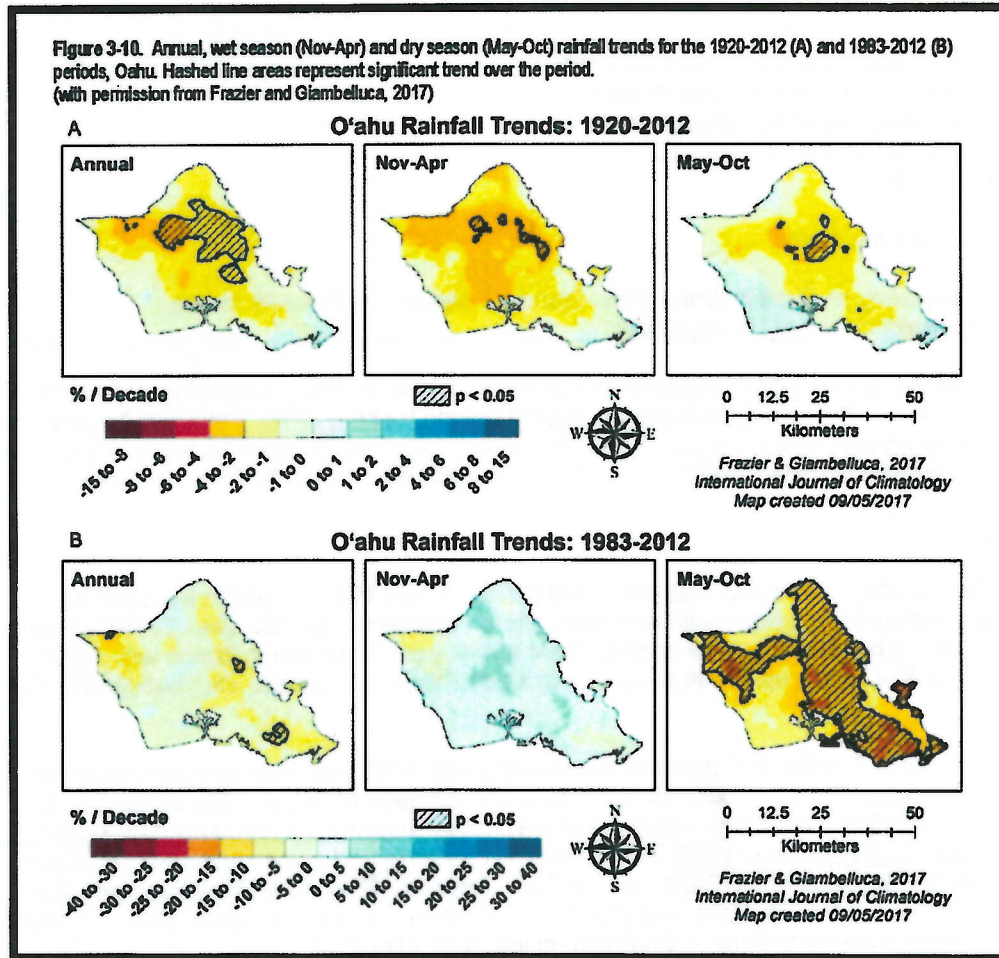 Figure 3-10. Annual, wet season (Nov-Apr) and dry season (May-Oct) rainfall trends for the 1920-2012 (A) and 1983-2012 (B)
periods, Oahu. Hashed line areas represent significant trend over the period.
(with permission from Frazier and Giambelluca, 2017)
A
O'ahu Rainfall Trends: 1920-2012
Annual
Nov-Apr
May-Oct
% / Decade
p < 0.05
N
W
E
S
0 12.5 25 50
Kilometers
-15 to -8
-8 to -6
-6 to -4
-4 to -2
-2 to -1
-1 to 0
0 to 1
1 to 2
2 to 4
4 to 6
6 to 8
8 to 15
Frazier & Giambelluca, 2017
International Journal of Climatology
Map created 09/05/2017
B
O'ahu Rainfall Trends: 1983-2012
Annual
Nov-Apr
May-Oct
% / Decade
p < 0.05
N
W
E
S
0 12.5 25 50
Kilometers
-40 to -30
-30 to -25
-25 to -20
-20 to -15
-15 to -10
-10 to -5
-5 to 0
0 to 5
5 to 10
10 to 15
15 to 20
20 to 25
25 to 30
30 to 40
Frazier & Giambelluca, 2017
International Journal of Climatology
Map created 09/05/2017